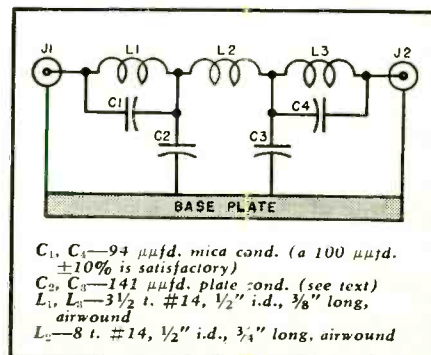 J1 L1 L2 L3 J2
C1 C4
C2 C3
BASE PLATE
C₁, C₄—94 μμfd. mica cond. (a 100 μμfd.
±10% is satisfactory)
C₂, C₃—141 μμfd. plate cond. (see text)
L₁, L₃—3½ t. #14, ½" i.d., ⅜" long,
airwound
L₂—8 t. #14, ½" i.d., ¾" long, airwound